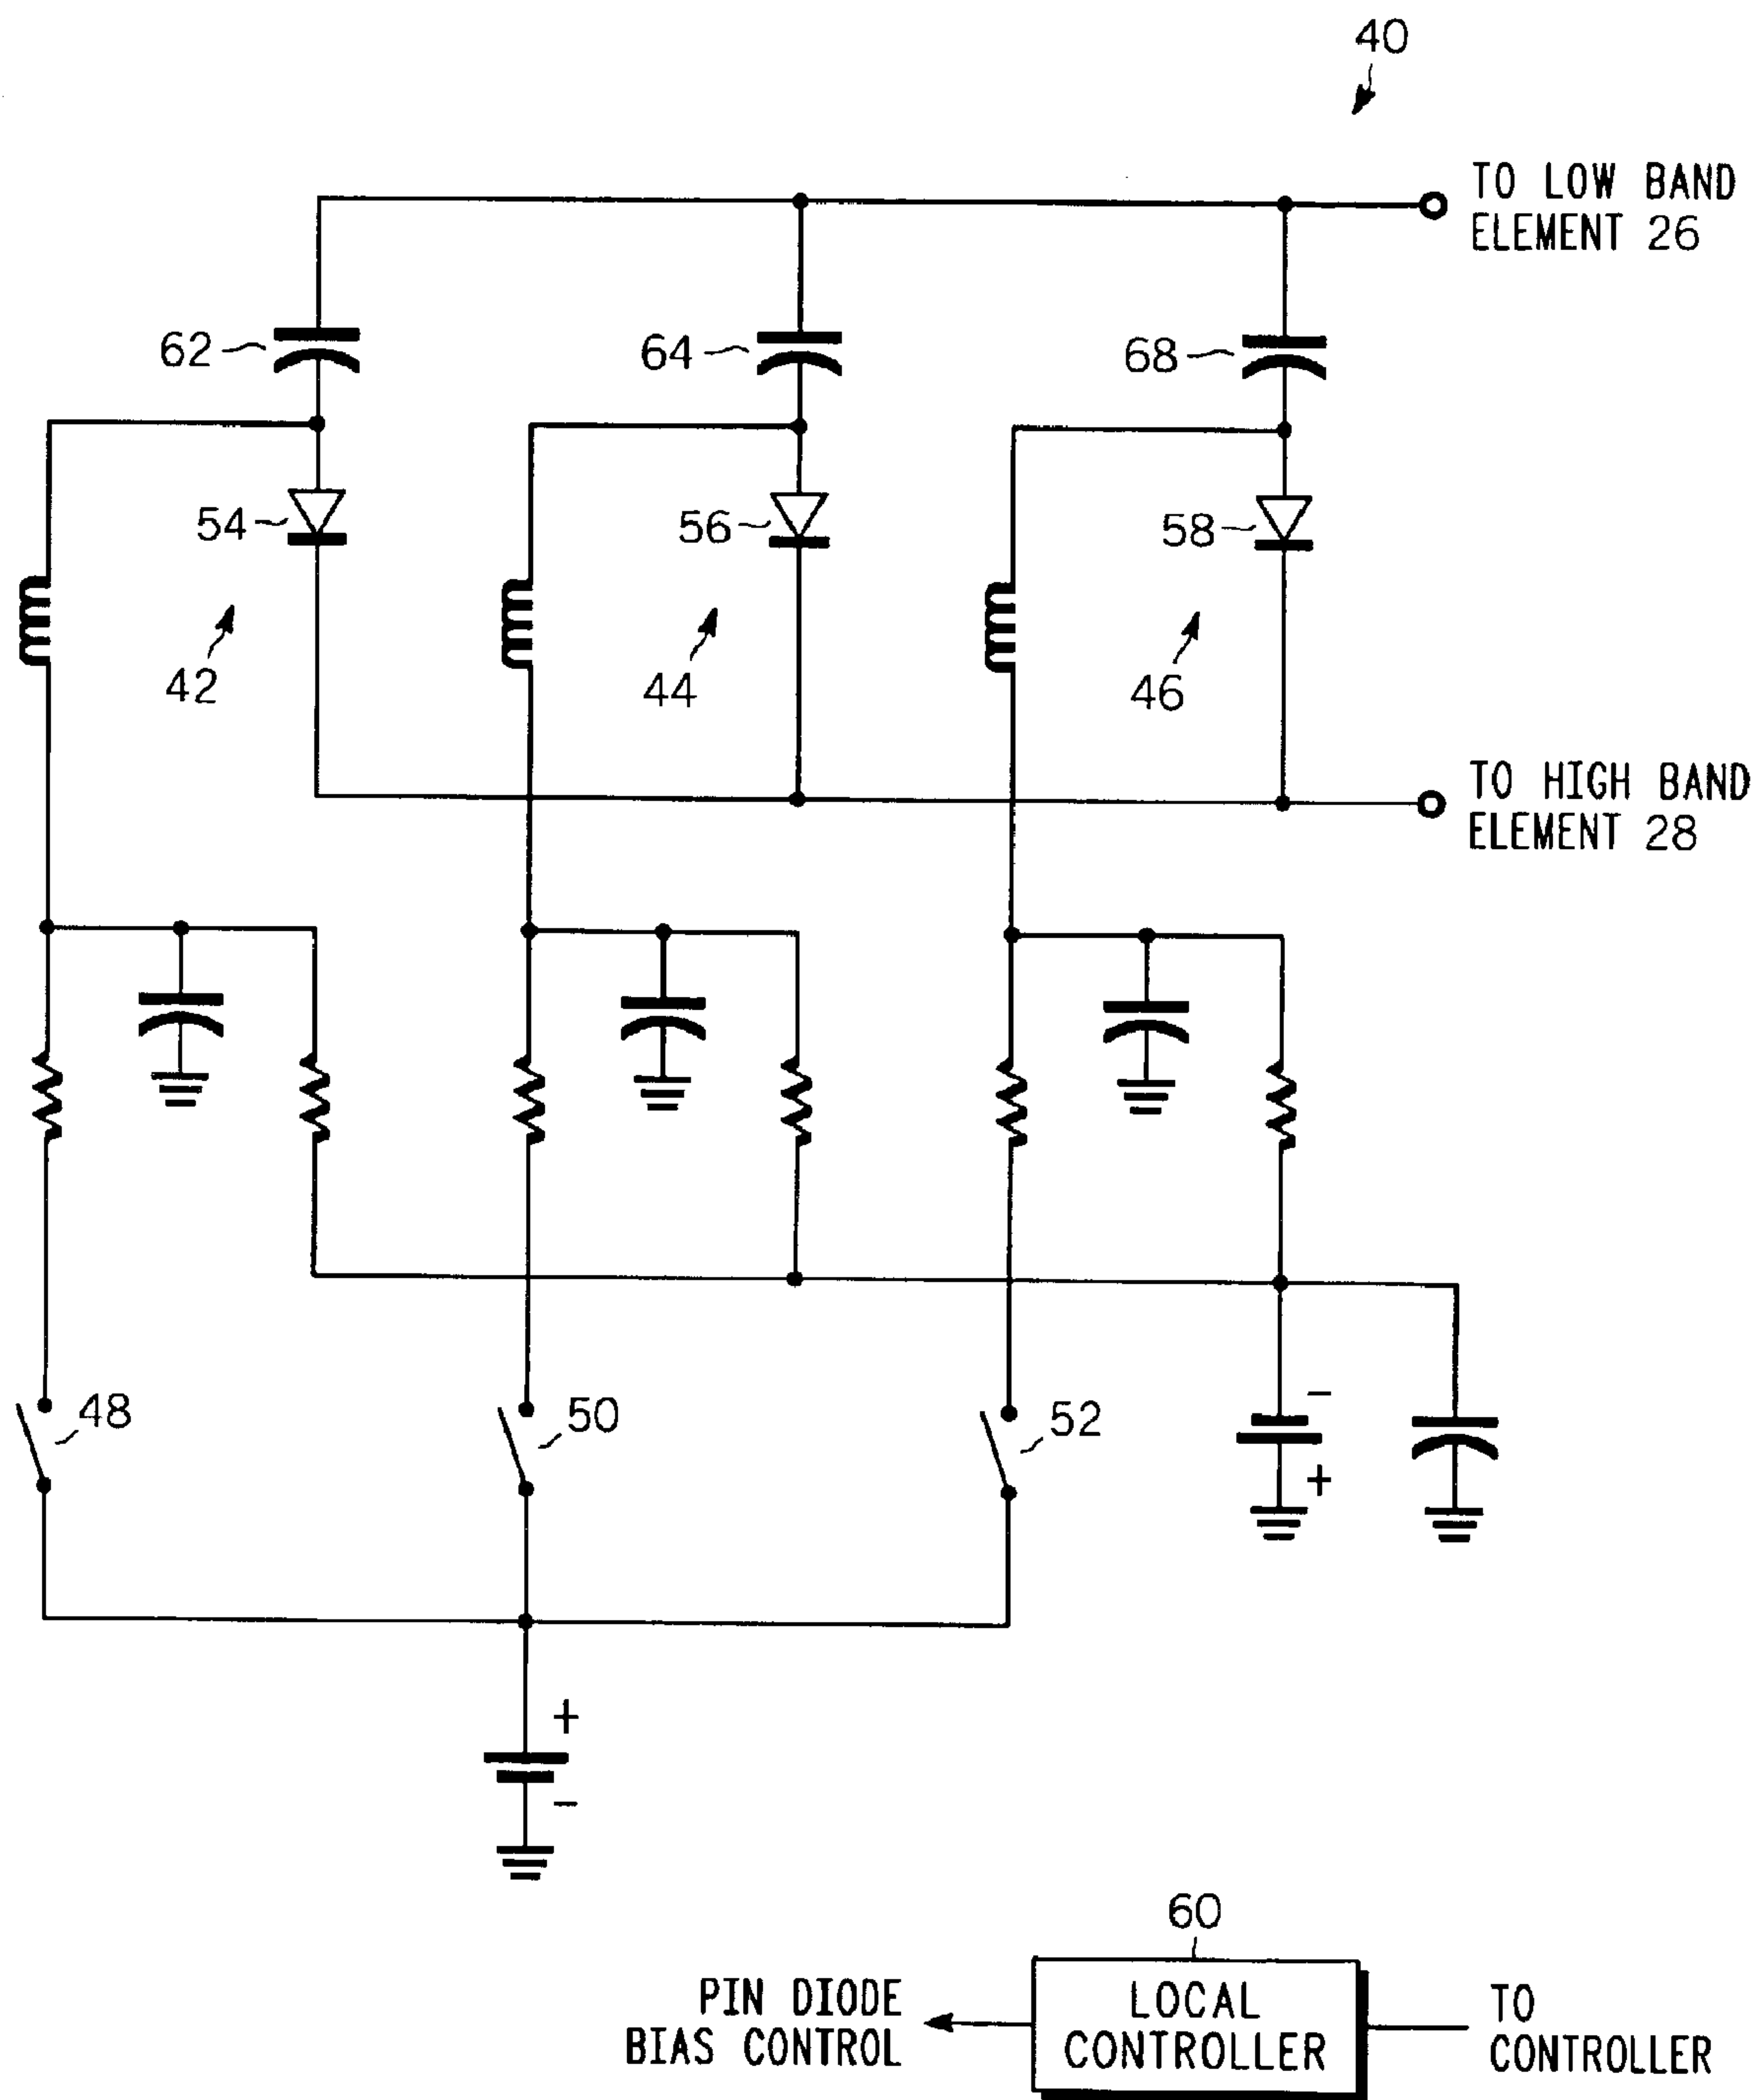 40
TO LOW BAND
ELEMENT 26
62
64
68
54
56
58
42
44
46
TO HIGH BAND
ELEMENT 28
48
50
52
-
+
+
-
60
PIN DIODE
BIAS CONTROL
LOCAL
CONTROLLER
TO
CONTROLLER